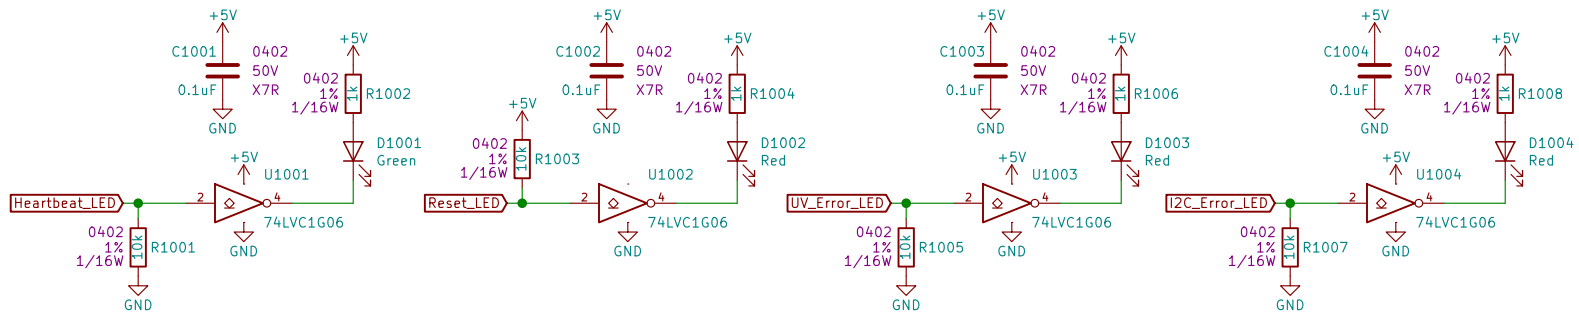 +5V
C1001
0402
50V
X7R
0.1uF
GND
+5V
0402
1%
1/16W
1k
R1002
D1001
Green
+5V
U1001
Heartbeat_LED
2
4
74LVC1G06
GND
0402
1%
1/16W
10k
R1001
GND
+5V
C1002
0402
50V
X7R
0.1uF
GND
+5V
0402
1%
1/16W
1k
R1004
D1002
Red
+5V
0402
1%
1/16W
10k
R1003
U1002
Reset_LED
2
4
74LVC1G06
GND
+5V
C1003
0402
50V
X7R
0.1uF
GND
+5V
0402
1%
1/16W
1k
R1006
D1003
Red
+5V
U1003
UV_Error_LED
2
4
74LVC1G06
GND
0402
1%
1/16W
10k
R1005
GND
+5V
C1004
0402
50V
X7R
0.1uF
GND
+5V
0402
1%
1/16W
1k
R1008
D1004
Red
+5V
U1004
I2C_Error_LED
2
4
74LVC1G06
GND
0402
1%
1/16W
10k
R1007
GND